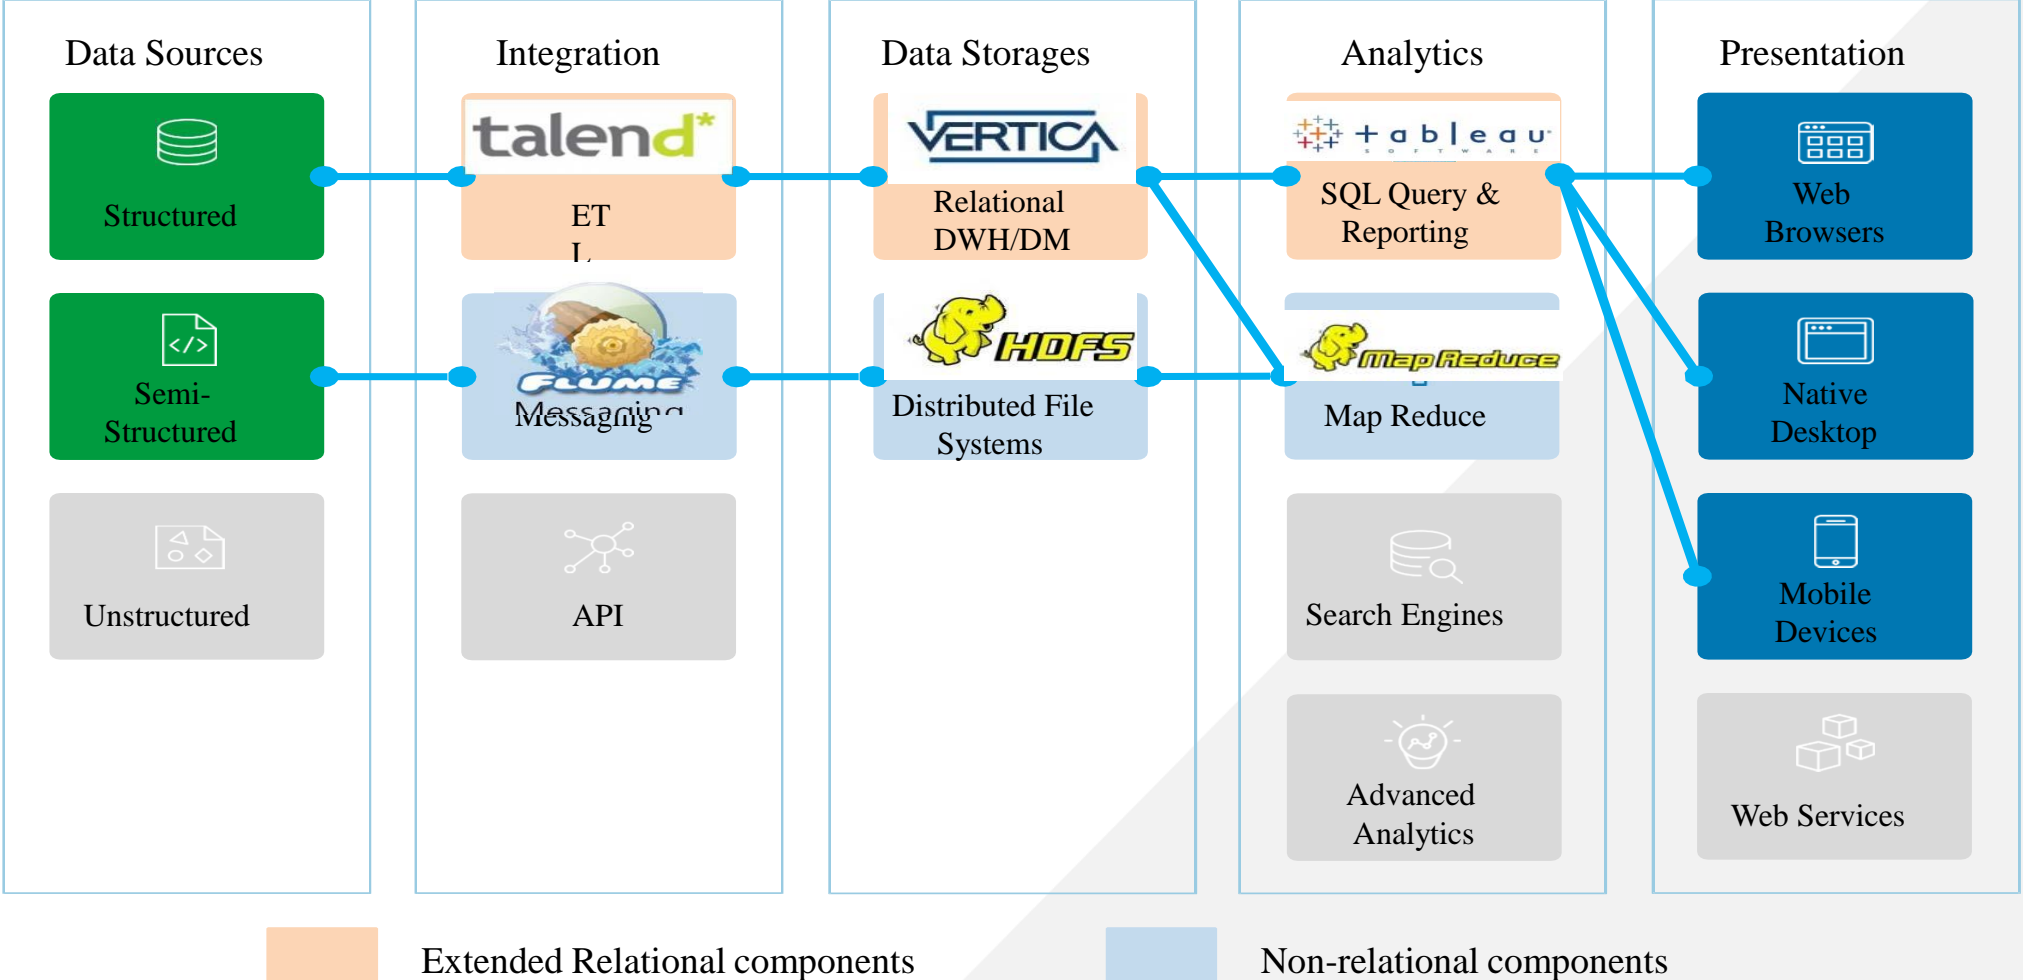 Data Sources
Integration
Data Storages
Analytics
Presentation
talend*
VERTICA
+ a b l e a u
S O F T W A R E
Structured
ET
L
Relational
DWH/DM
SQL Query &
Reporting
Web
Browsers
</>
Semi-
Structured
FLUME
Messaging
HDFS
Distributed File
Systems
Map Reduce
Map Reduce
Native
Desktop
Unstructured
API
Search Engines
Mobile
Devices
Advanced
Analytics
Web Services
Extended Relational components
Non-relational components